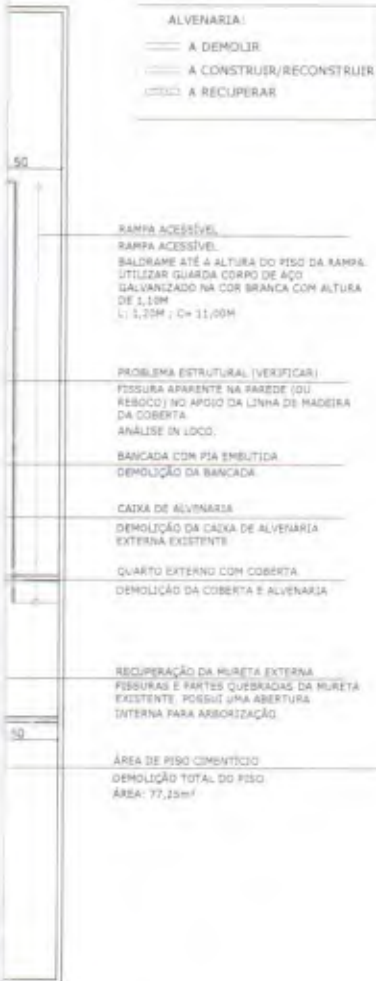 ALVENARIA:
A DEMOLIR
A CONSTRUIR/RECONSTRUIR
A RECUPERAR
50
RAMPA ACESSÍVEL
RAMPA ACESSÍVEL
BALDRAME ATÉ A ALTURA DO PISO DA RAMPA.
UTILIZAR GUARDA CORPO DE AÇO
GALVANIZADO NA COR BRANCA COM ALTURA
DE 1,10M
L: 1,20M ; C= 11,00M
PROBLEMA ESTRUTURAL (VERIFICAR)
FISSURA APARENTE NA PAREDE (OU
REBOCO) NO APOIO DA LINHA DE MADEIRA
DA COBERTA
ANÁLISE IN LOCO.
BANCADA COM PIA EMBUTIDA
DEMOLIÇÃO DA BANCADA
CAIXA DE ALVENARIA
DEMOLIÇÃO DA CAIXA DE ALVENARIA
EXTERNA EXISTENTE
QUARTO EXTERNO COM COBERTA
DEMOLIÇÃO DA COBERTA E ALVENARIA
RECUPERAÇÃO DA MURETA EXTERNA
FISSURAS E PARTES QUEBRADAS DA MURETA
EXISTENTE. POSSUI UMA ABERTURA
INTERNA PARA ARBORIZAÇÃO
50
ÁREA DE PISO CIMENTÍCIO
DEMOLIÇÃO TOTAL DO PISO
ÁREA: 77,25m²